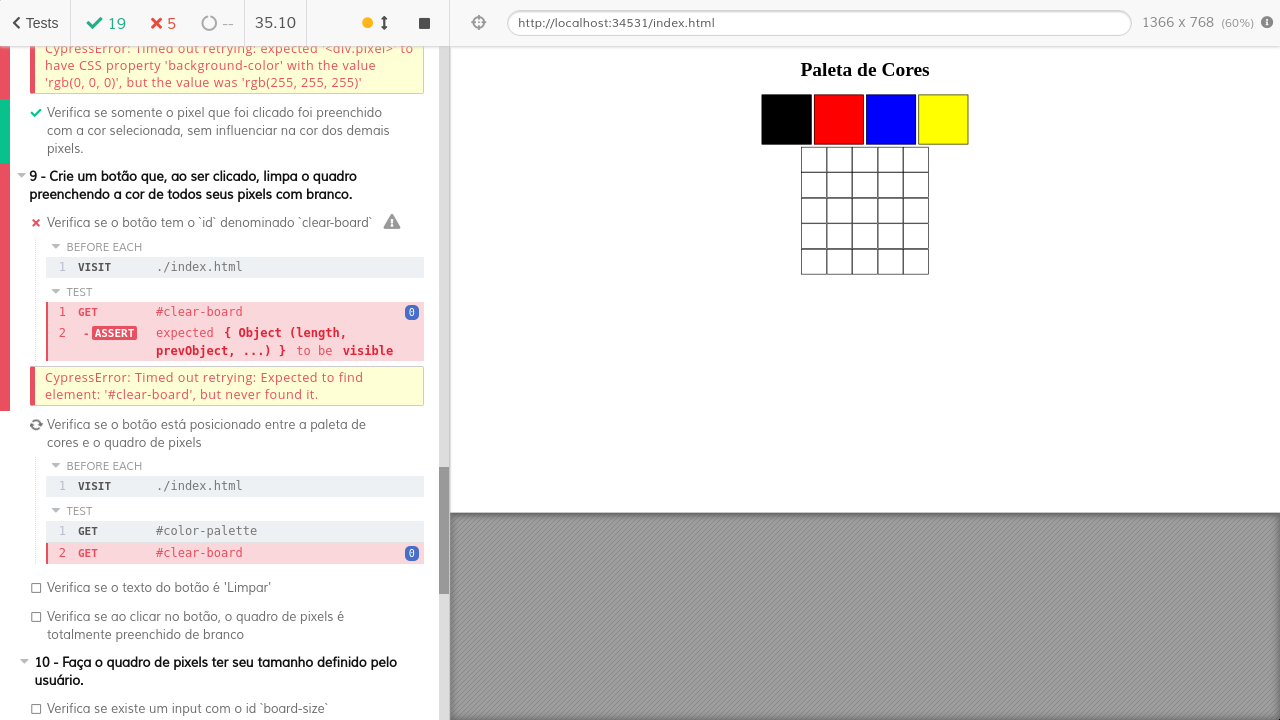 Tests
19
5
--
35.10
http://localhost:34531/index.html
1366 x 768 (60%)
CypressError: Timed out retrying: expected '<div.pixel>' to
have CSS property 'background-color' with the value
'rgb(0, 0, 0)', but the value was 'rgb(255, 255, 255)'
Verifica se somente o pixel que foi clicado foi preenchido
com a cor selecionada, sem influenciar na cor dos demais
pixels.
9 - Crie um botão que, ao ser clicado, limpa o quadro
preenchendo a cor de todos seus pixels com branco.
Verifica se o botão tem o `id` denominado `clear-board`
BEFORE EACH
1 VISIT ./index.html
TEST
1 GET #clear-board 0
2 - ASSERT expected { Object (length,
prevObject, ...) } to be visible
CypressError: Timed out retrying: Expected to find
element: '#clear-board', but never found it.
Verifica se o botão está posicionado entre a paleta de
cores e o quadro de pixels
BEFORE EACH
1 VISIT ./index.html
TEST
1 GET #color-palette
2 GET #clear-board 0
Verifica se o texto do botão é 'Limpar'
Verifica se ao clicar no botão, o quadro de pixels é
totalmente preenchido de branco
10 - Faça o quadro de pixels ter seu tamanho definido pelo
usuário.
Verifica se existe um input com o id `board-size`
Paleta de Cores